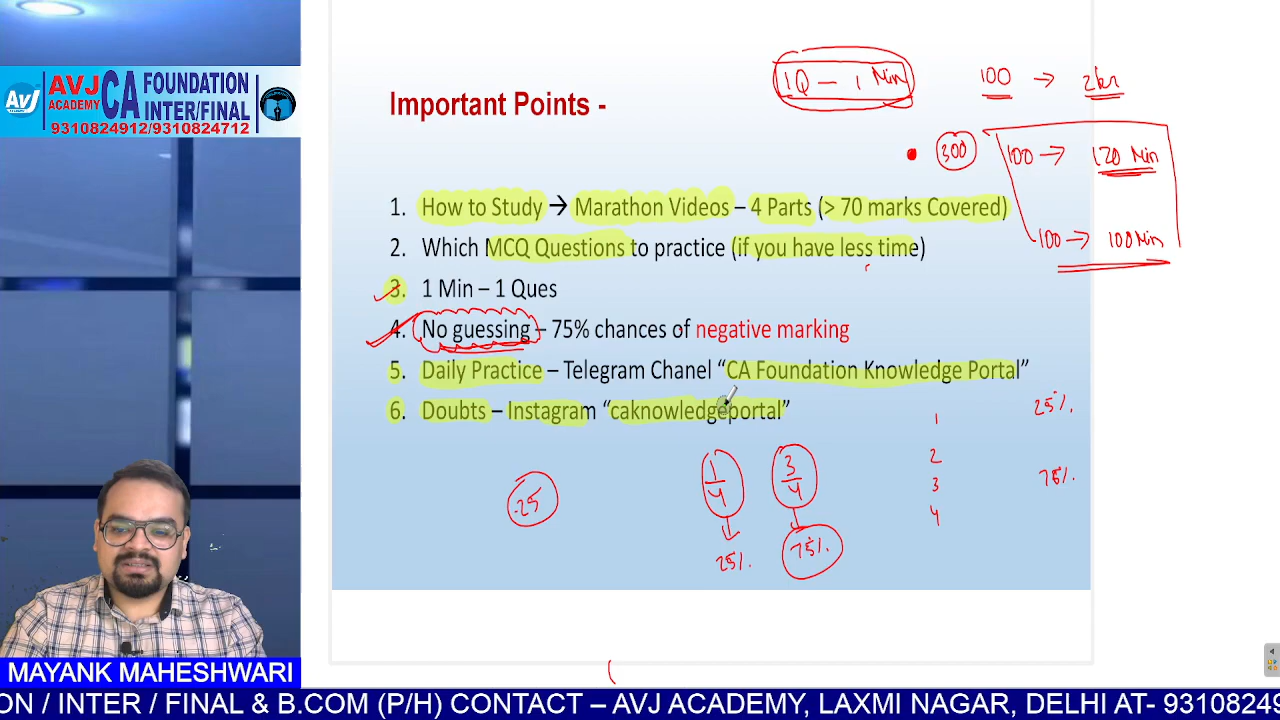 AVJ
ACADEMY
CA
FOUNDATION
INTER/FINAL
9310824912/9310824712
Important Points -
1Q – 1 Min
100 → 2hr
300
100 → 120 Min
100 → 100 Min
1. How to Study → Marathon Videos – 4 Parts (> 70 marks Covered)
2. Which MCQ Questions to practice (if you have less time)
3. 1 Min – 1 Ques
4. No guessing – 75% chances of negative marking
5. Daily Practice – Telegram Chanel “CA Foundation Knowledge Portal”
6. Doubts – Instagram “caknowledgeportal”
.25
1/4
3/4
25%.
75%.
1
2
3
4
25%.
75%.
MAYANK MAHESHWARI
ON / INTER / FINAL & B.COM (P/H) CONTACT – AVJ ACADEMY, LAXMI NAGAR, DELHI AT- 931082491